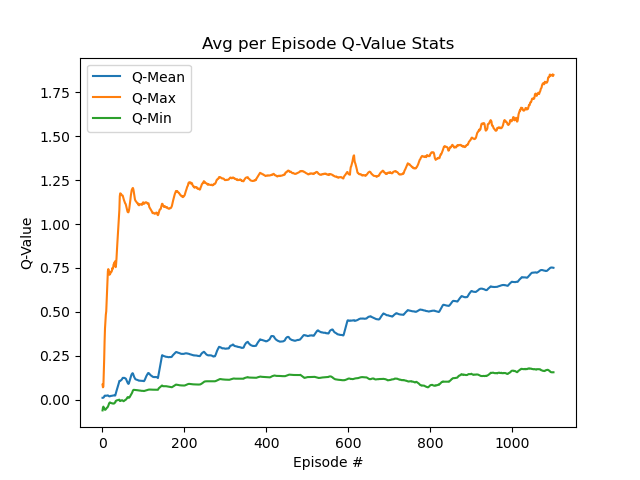 Avg per Episode Q-Value Stats
Q-Mean
Q-Max
Q-Min
Q-Value
1.75
1.50
1.25
1.00
0.75
0.50
0.25
0.00
0 200 400 600 800 1000
Episode #